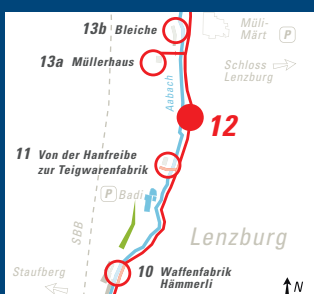 13b Bleiche
Müli-
Märt P
13a Müllerhaus
Schloss
Lenzburg
Aabach
12
11 Von der Hanfreibe
zur Teigwarenfabrik
P Badi
SBB
Lenzburg
Staufberg
10 Waffenfabrik
Hämmerli
N